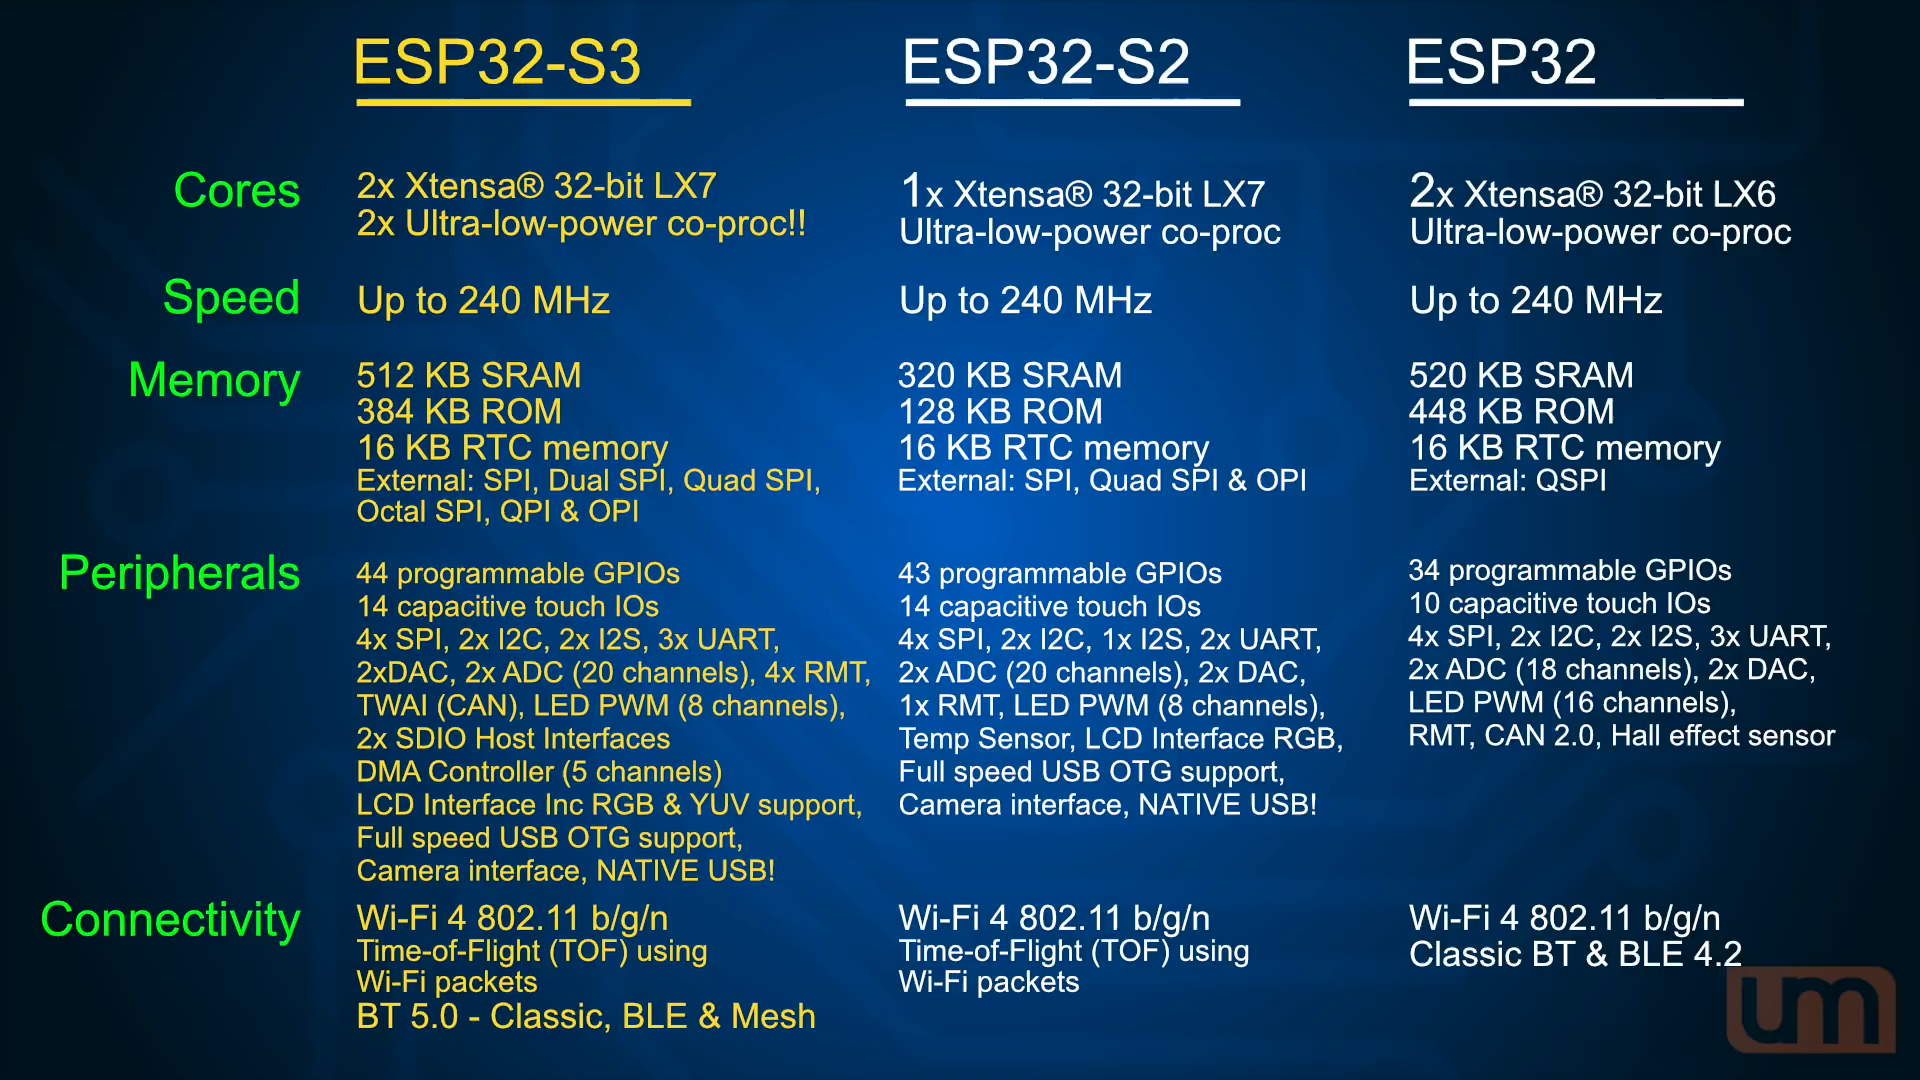 ESP32-S3
ESP32-S2
ESP32
Cores
2x Xtensa® 32-bit LX7
2x Ultra-low-power co-proc!!
1x Xtensa® 32-bit LX7
Ultra-low-power co-proc
2x Xtensa® 32-bit LX6
Ultra-low-power co-proc
Speed
Up to 240 MHz
Up to 240 MHz
Up to 240 MHz
Memory
512 KB SRAM
384 KB ROM
16 KB RTC memory
External: SPI, Dual SPI, Quad SPI,
Octal SPI, QPI & OPI
320 KB SRAM
128 KB ROM
16 KB RTC memory
External: SPI, Quad SPI & OPI
520 KB SRAM
448 KB ROM
16 KB RTC memory
External: QSPI
Peripherals
44 programmable GPIOs
14 capacitive touch IOs
4x SPI, 2x I2C, 2x I2S, 3x UART,
2xDAC, 2x ADC (20 channels), 4x RMT,
TWAI (CAN), LED PWM (8 channels),
2x SDIO Host Interfaces
DMA Controller (5 channels)
LCD Interface Inc RGB & YUV support,
Full speed USB OTG support,
Camera interface, NATIVE USB!
43 programmable GPIOs
14 capacitive touch IOs
4x SPI, 2x I2C, 1x I2S, 2x UART,
2x ADC (20 channels), 2x DAC,
1x RMT, LED PWM (8 channels),
Temp Sensor, LCD Interface RGB,
Full speed USB OTG support,
Camera interface, NATIVE USB!
34 programmable GPIOs
10 capacitive touch IOs
4x SPI, 2x I2C, 2x I2S, 3x UART,
2x ADC (18 channels), 2x DAC,
LED PWM (16 channels),
RMT, CAN 2.0, Hall effect sensor
Connectivity
Wi-Fi 4 802.11 b/g/n
Time-of-Flight (TOF) using
Wi-Fi packets
BT 5.0 - Classic, BLE & Mesh
Wi-Fi 4 802.11 b/g/n
Time-of-Flight (TOF) using
Wi-Fi packets
Wi-Fi 4 802.11 b/g/n
Classic BT & BLE 4.2
um